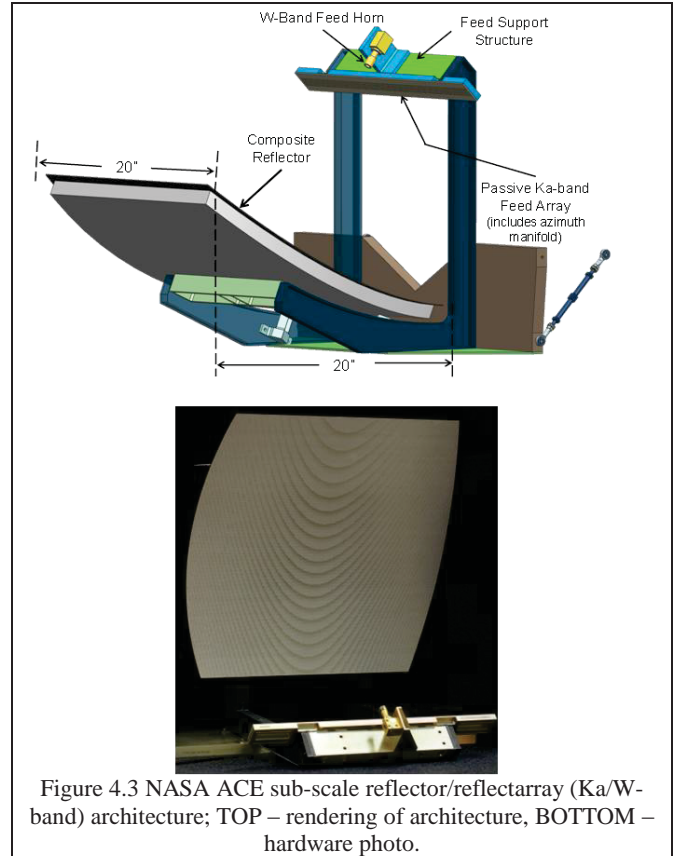 W-Band Feed Horn
Feed Support
Structure
Composite
Reflector
20"
Passive Ka-band
Feed Array
(includes azimuth
manifold)
20"
Figure 4.3 NASA ACE sub-scale reflector/reflectarray (Ka/W-
band) architecture; TOP – rendering of architecture, BOTTOM –
hardware photo.